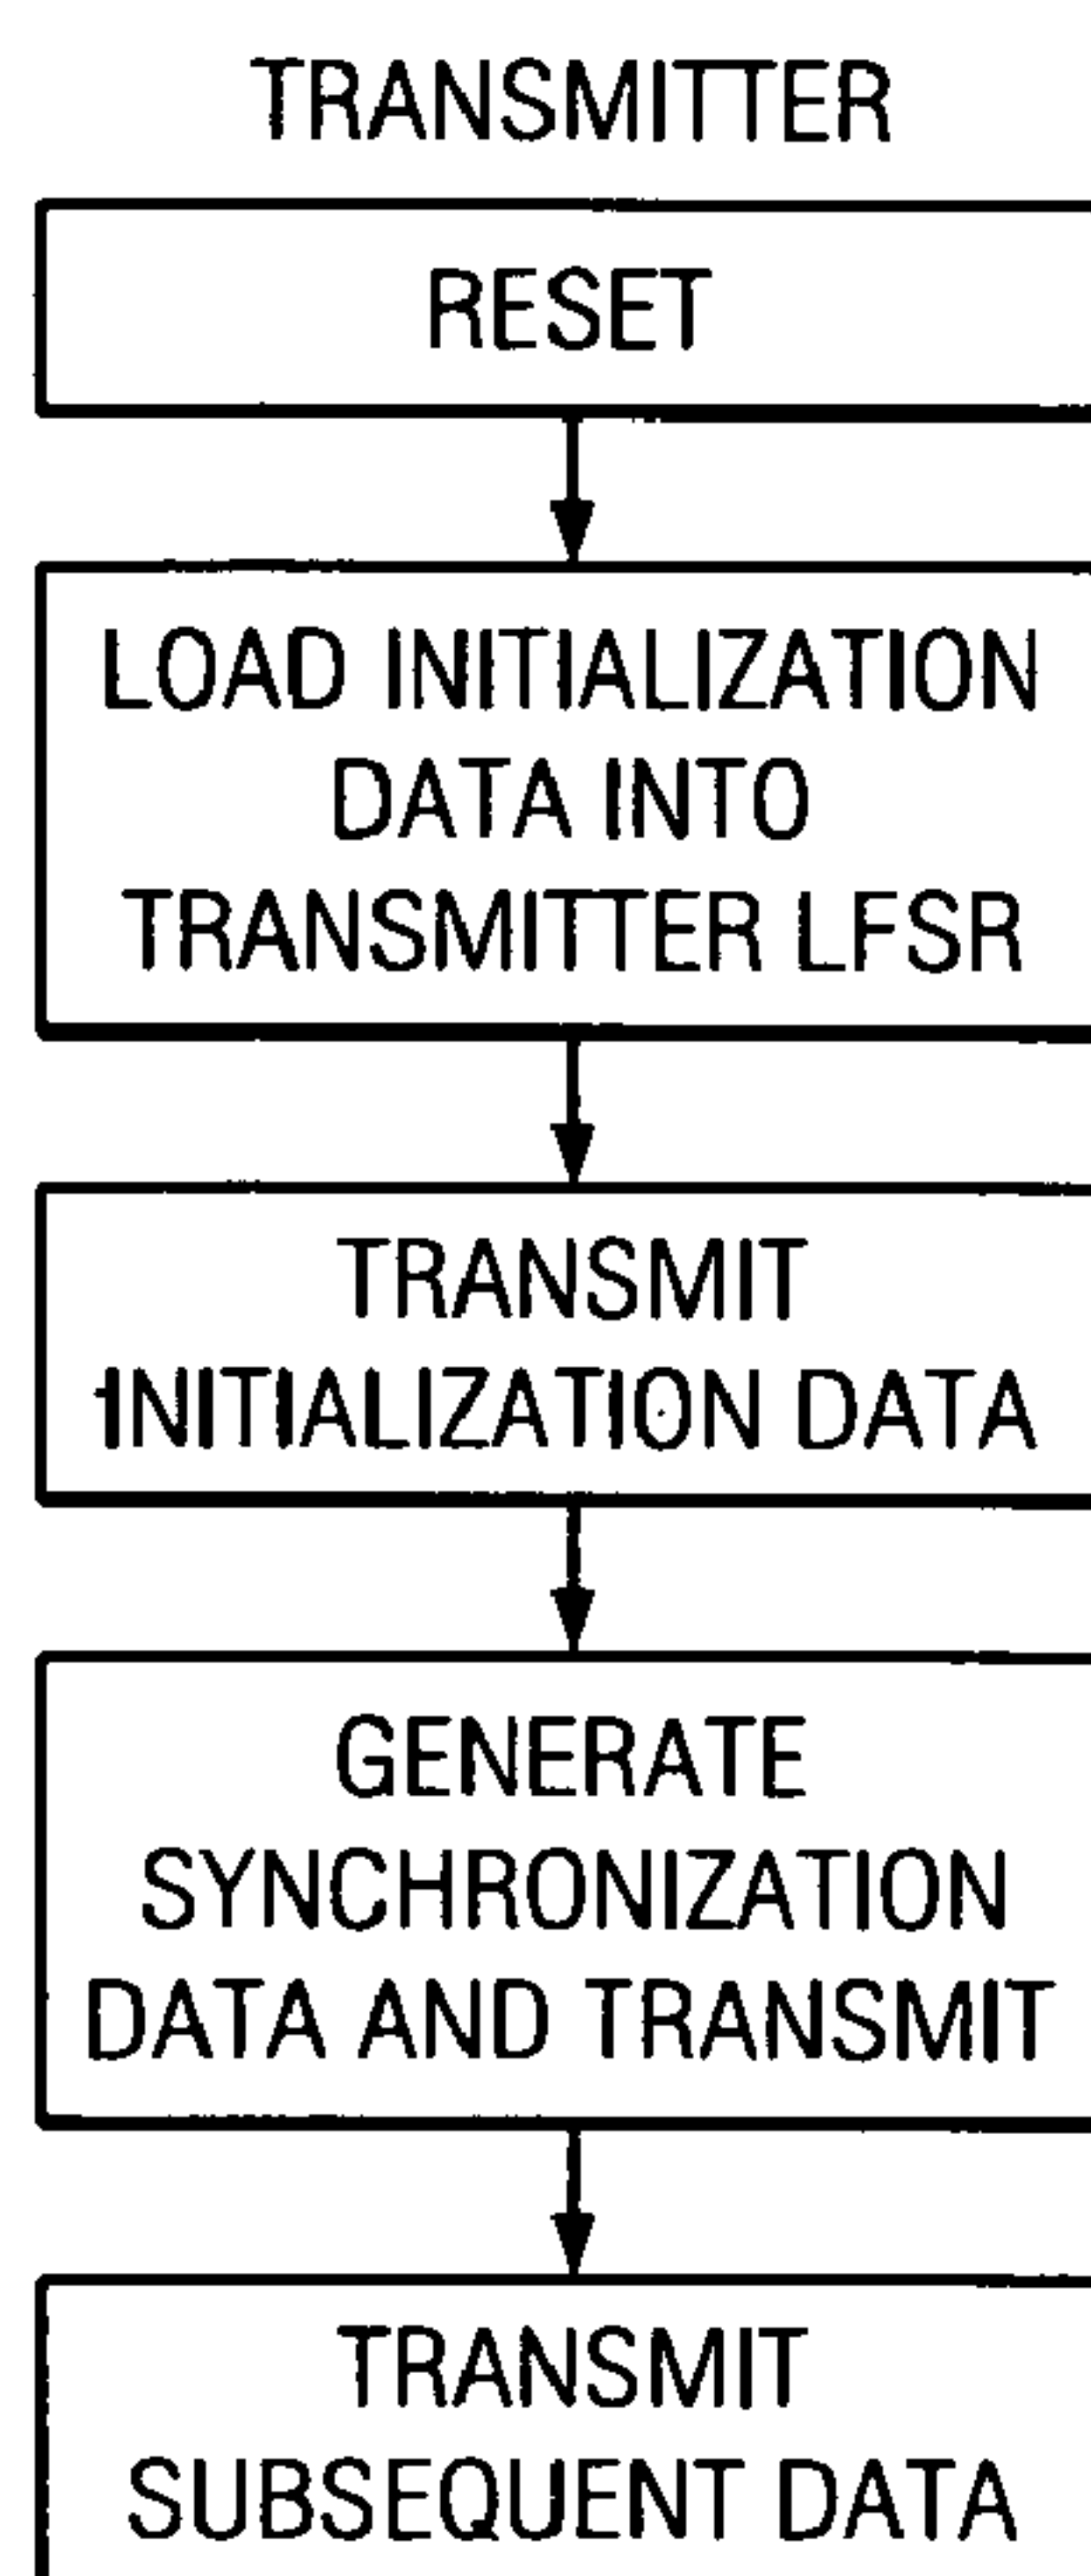 TRANSMITTER
RESET
LOAD INITIALIZATION
DATA INTO
TRANSMITTER LFSR
TRANSMIT
INITIALIZATION DATA
GENERATE
SYNCHRONIZATION
DATA AND TRANSMIT
TRANSMIT
SUBSEQUENT DATA